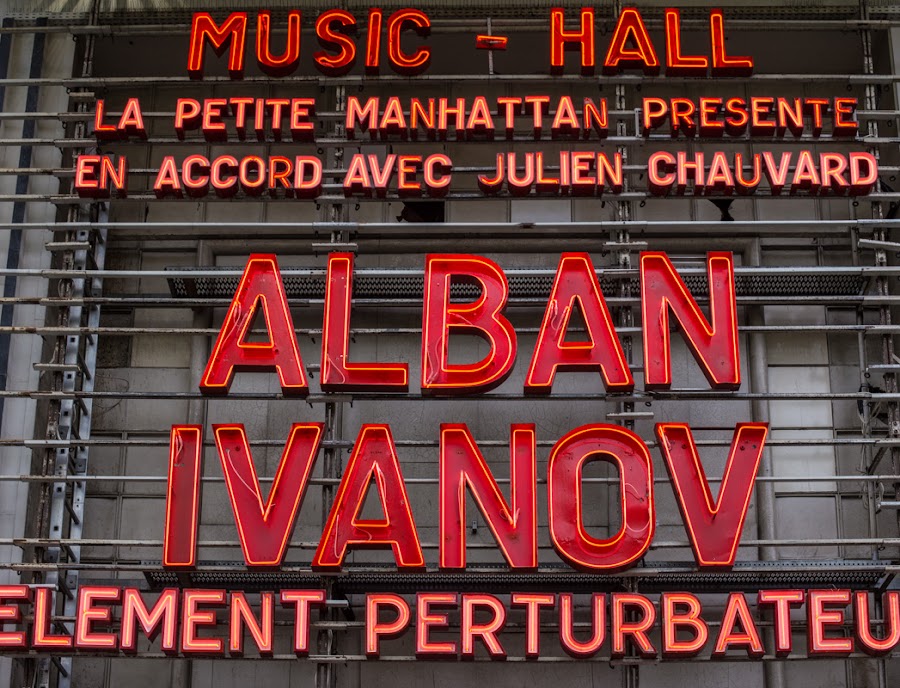 MUSIC - HALL
LA PETITE MANHATTAN PRESENTE
EN ACCORD AVEC JULIEN CHAUVARD
ALBAN
IVANOV
ELEMENT PERTURBATEU